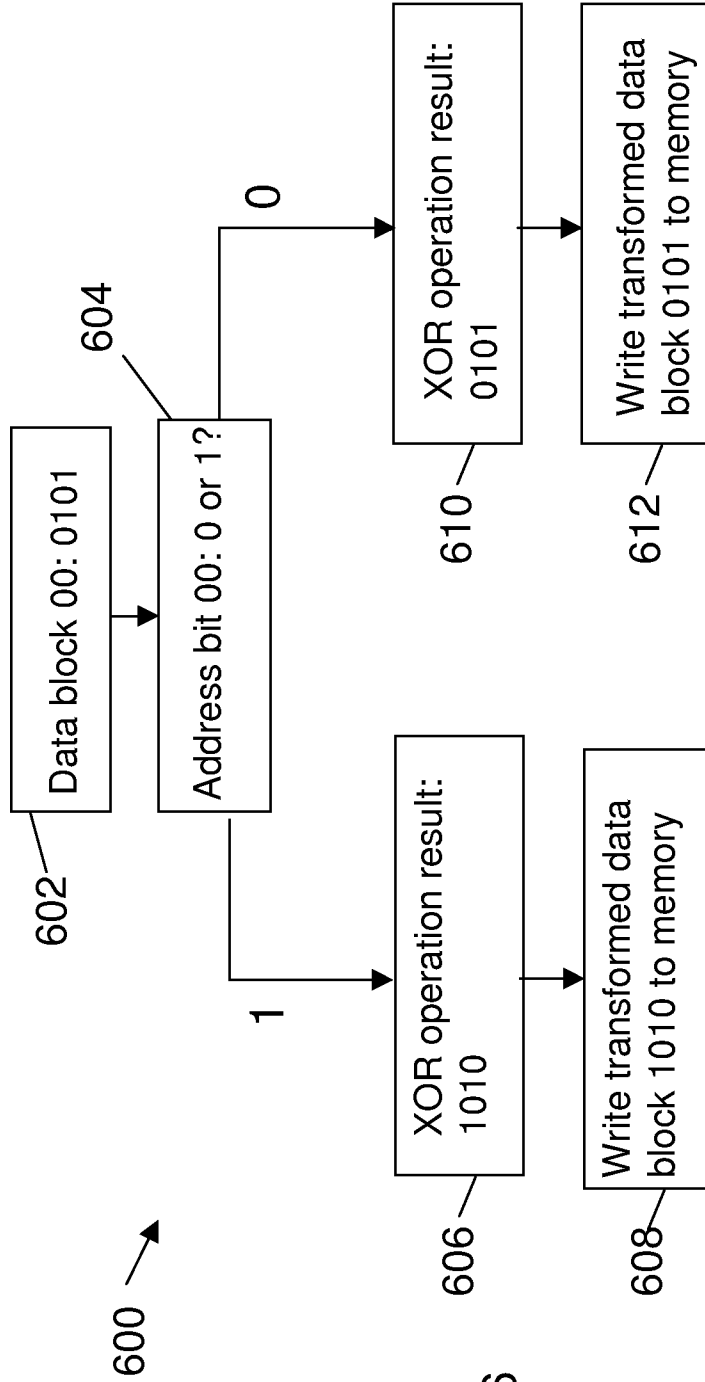 600
602
Data block 00: 0101
604
Address bit 00: 0 or 1?
1
0
606
XOR operation result:
1010
610
XOR operation result:
0101
608
Write transformed data
block 1010 to memory
612
Write transformed data
block 0101 to memory